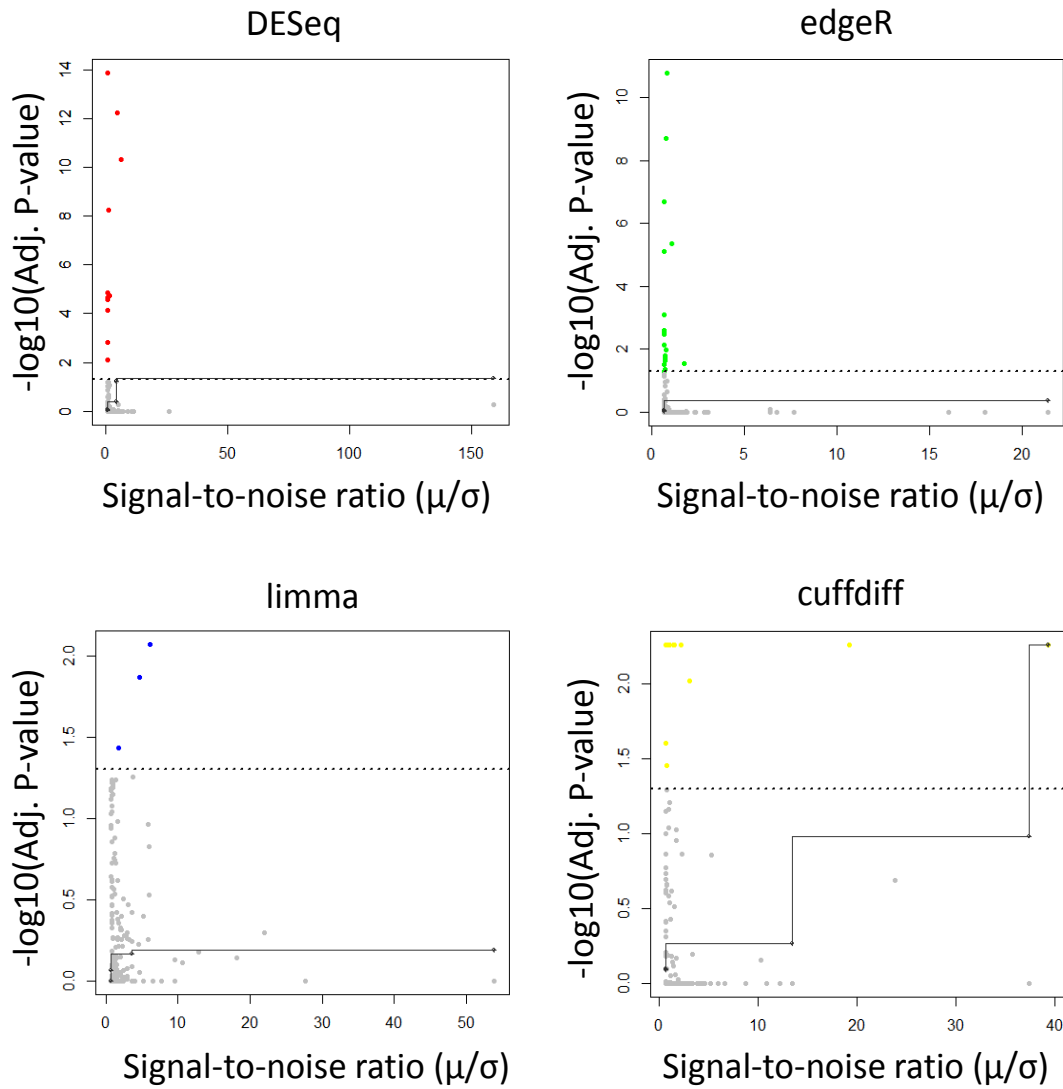 DESeq
-log10(Adj. P-value)
0 2 4 6 8 10 12 14
0 50 100 150
Signal-to-noise ratio (μ/σ)
edgeR
-log10(Adj. P-value)
0 2 4 6 8 10
0 5 10 15 20
Signal-to-noise ratio (μ/σ)
limma
-log10(Adj. P-value)
0.0 0.5 1.0 1.5 2.0
0 10 20 30 40 50
Signal-to-noise ratio (μ/σ)
cuffdiff
-log10(Adj. P-value)
0.0 0.5 1.0 1.5 2.0
0 10 20 30 40
Signal-to-noise ratio (μ/σ)